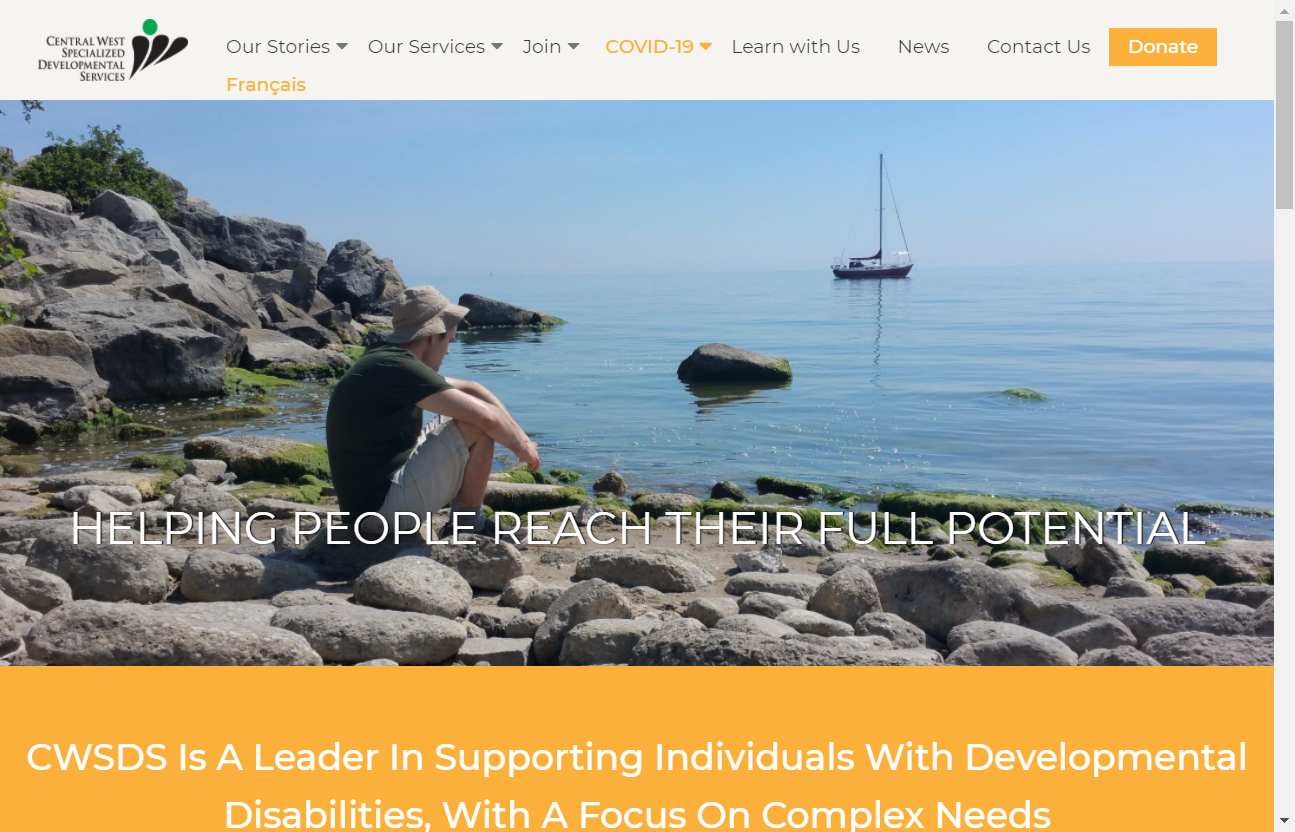 CENTRAL WEST
SPECIALIZED
DEVELOPMENTAL
SERVICES
Our Stories
Our Services
Join
COVID-19
Learn with Us
News
Contact Us
Donate
Français
HELPING PEOPLE REACH THEIR FULL POTENTIAL
CWSDS Is A Leader In Supporting Individuals With Developmental
Disabilities, With A Focus On Complex Needs